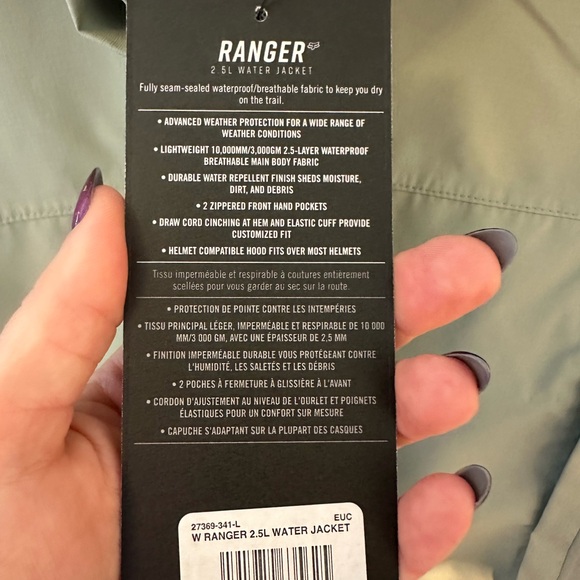 RANGER
2.5L WATER JACKET
Fully seam-sealed waterproof/breathable fabric to keep you dry
on the trail.
• ADVANCED WEATHER PROTECTION FOR A WIDE RANGE OF
WEATHER CONDITIONS
• LIGHTWEIGHT 10,000MM/3,000GM 2.5-LAYER WATERPROOF
BREATHABLE MAIN BODY FABRIC
• DURABLE WATER REPELLENT FINISH SHEDS MOISTURE,
DIRT, AND DEBRIS
• 2 ZIPPERED FRONT HAND POCKETS
• DRAW CORD CINCHING AT HEM AND ELASTIC CUFF PROVIDE
CUSTOMIZED FIT
• HELMET COMPATIBLE HOOD FITS OVER MOST HELMETS
Tissu imperméable et respirable à coutures entièrement
scellées pour vous garder au sec sur la route.
• PROTECTION DE POINTE CONTRE LES INTEMPÉRIES
• TISSU PRINCIPAL LÉGER, IMPERMÉABLE ET RESPIRABLE DE 10 000
MM/3 000 GM, AVEC UNE ÉPAISSEUR DE 2,5 MM
• FINITION IMPERMÉABLE DURABLE VOUS PROTÉGEANT CONTRE
L'HUMIDITÉ, LES SALETÉS ET LES DÉBRIS
• 2 POCHES À FERMETURE À GLISSIÈRE À L'AVANT
• CORDON D'AJUSTEMENT AU NIVEAU DE L'OURLET ET POIGNETS
ÉLASTIQUES POUR UN CONFORT SUR MESURE
• CAPUCHE S'ADAPTANT SUR LA PLUPART DES CASQUES
27369-341-L EUC
W RANGER 2.5L WATER JACKET